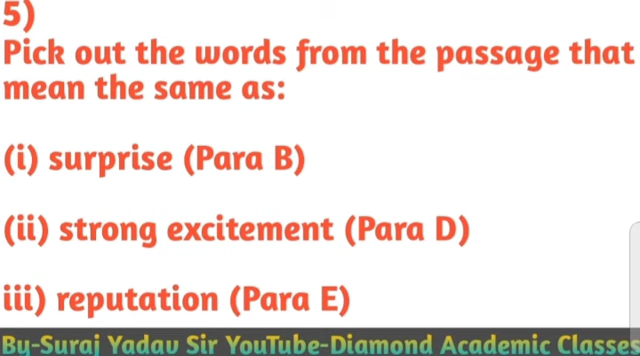 5)
Pick out the words from the passage that
mean the same as:
(i) surprise (Para B)
(ii) strong excitement (Para D)
iii) reputation (Para E)
By-Suraj Yadav Sir YouTube-Diamond Academic Classes